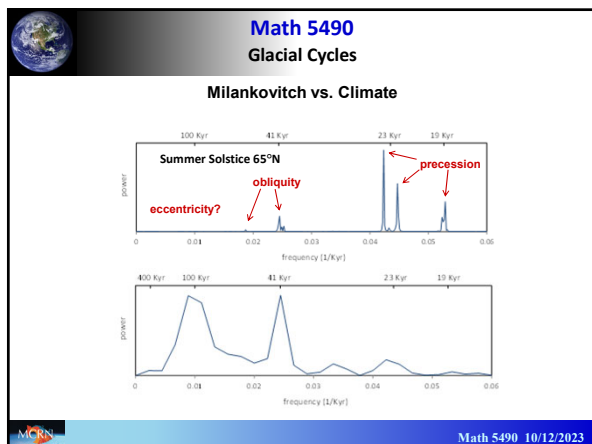 Math 5490
Glacial Cycles
Milankovitch vs. Climate
100 Kyr 41 Kyr 23 Kyr 19 Kyr
Summer Solstice 65°N
precession
obliquity
eccentricity?
power
0 0.01 0.02 0.03 0.04 0.05 0.06
frequency [1/Kyr]
400 Kyr 100 Kyr 41 Kyr 23 Kyr 19 Kyr
power
0 0.01 0.02 0.03 0.04 0.05 0.06
frequency [1/Kyr]
MCRN
Math 5490 10/12/2023